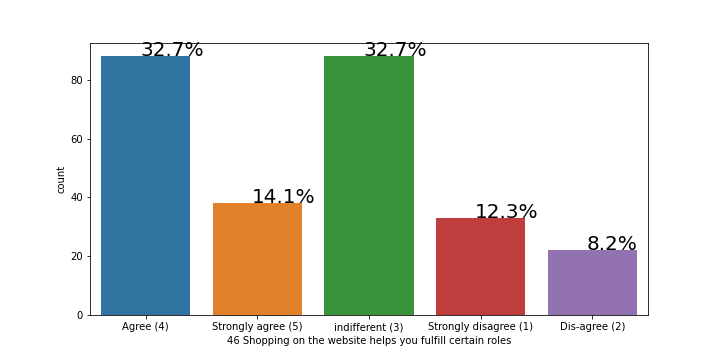 32.7% 32.7%
14.1% 12.3%
8.2%
count
80
60
40
20
0
Agree (4) Strongly agree (5) indifferent (3) Strongly disagree (1) Dis-agree (2)
46 Shopping on the website helps you fulfill certain roles